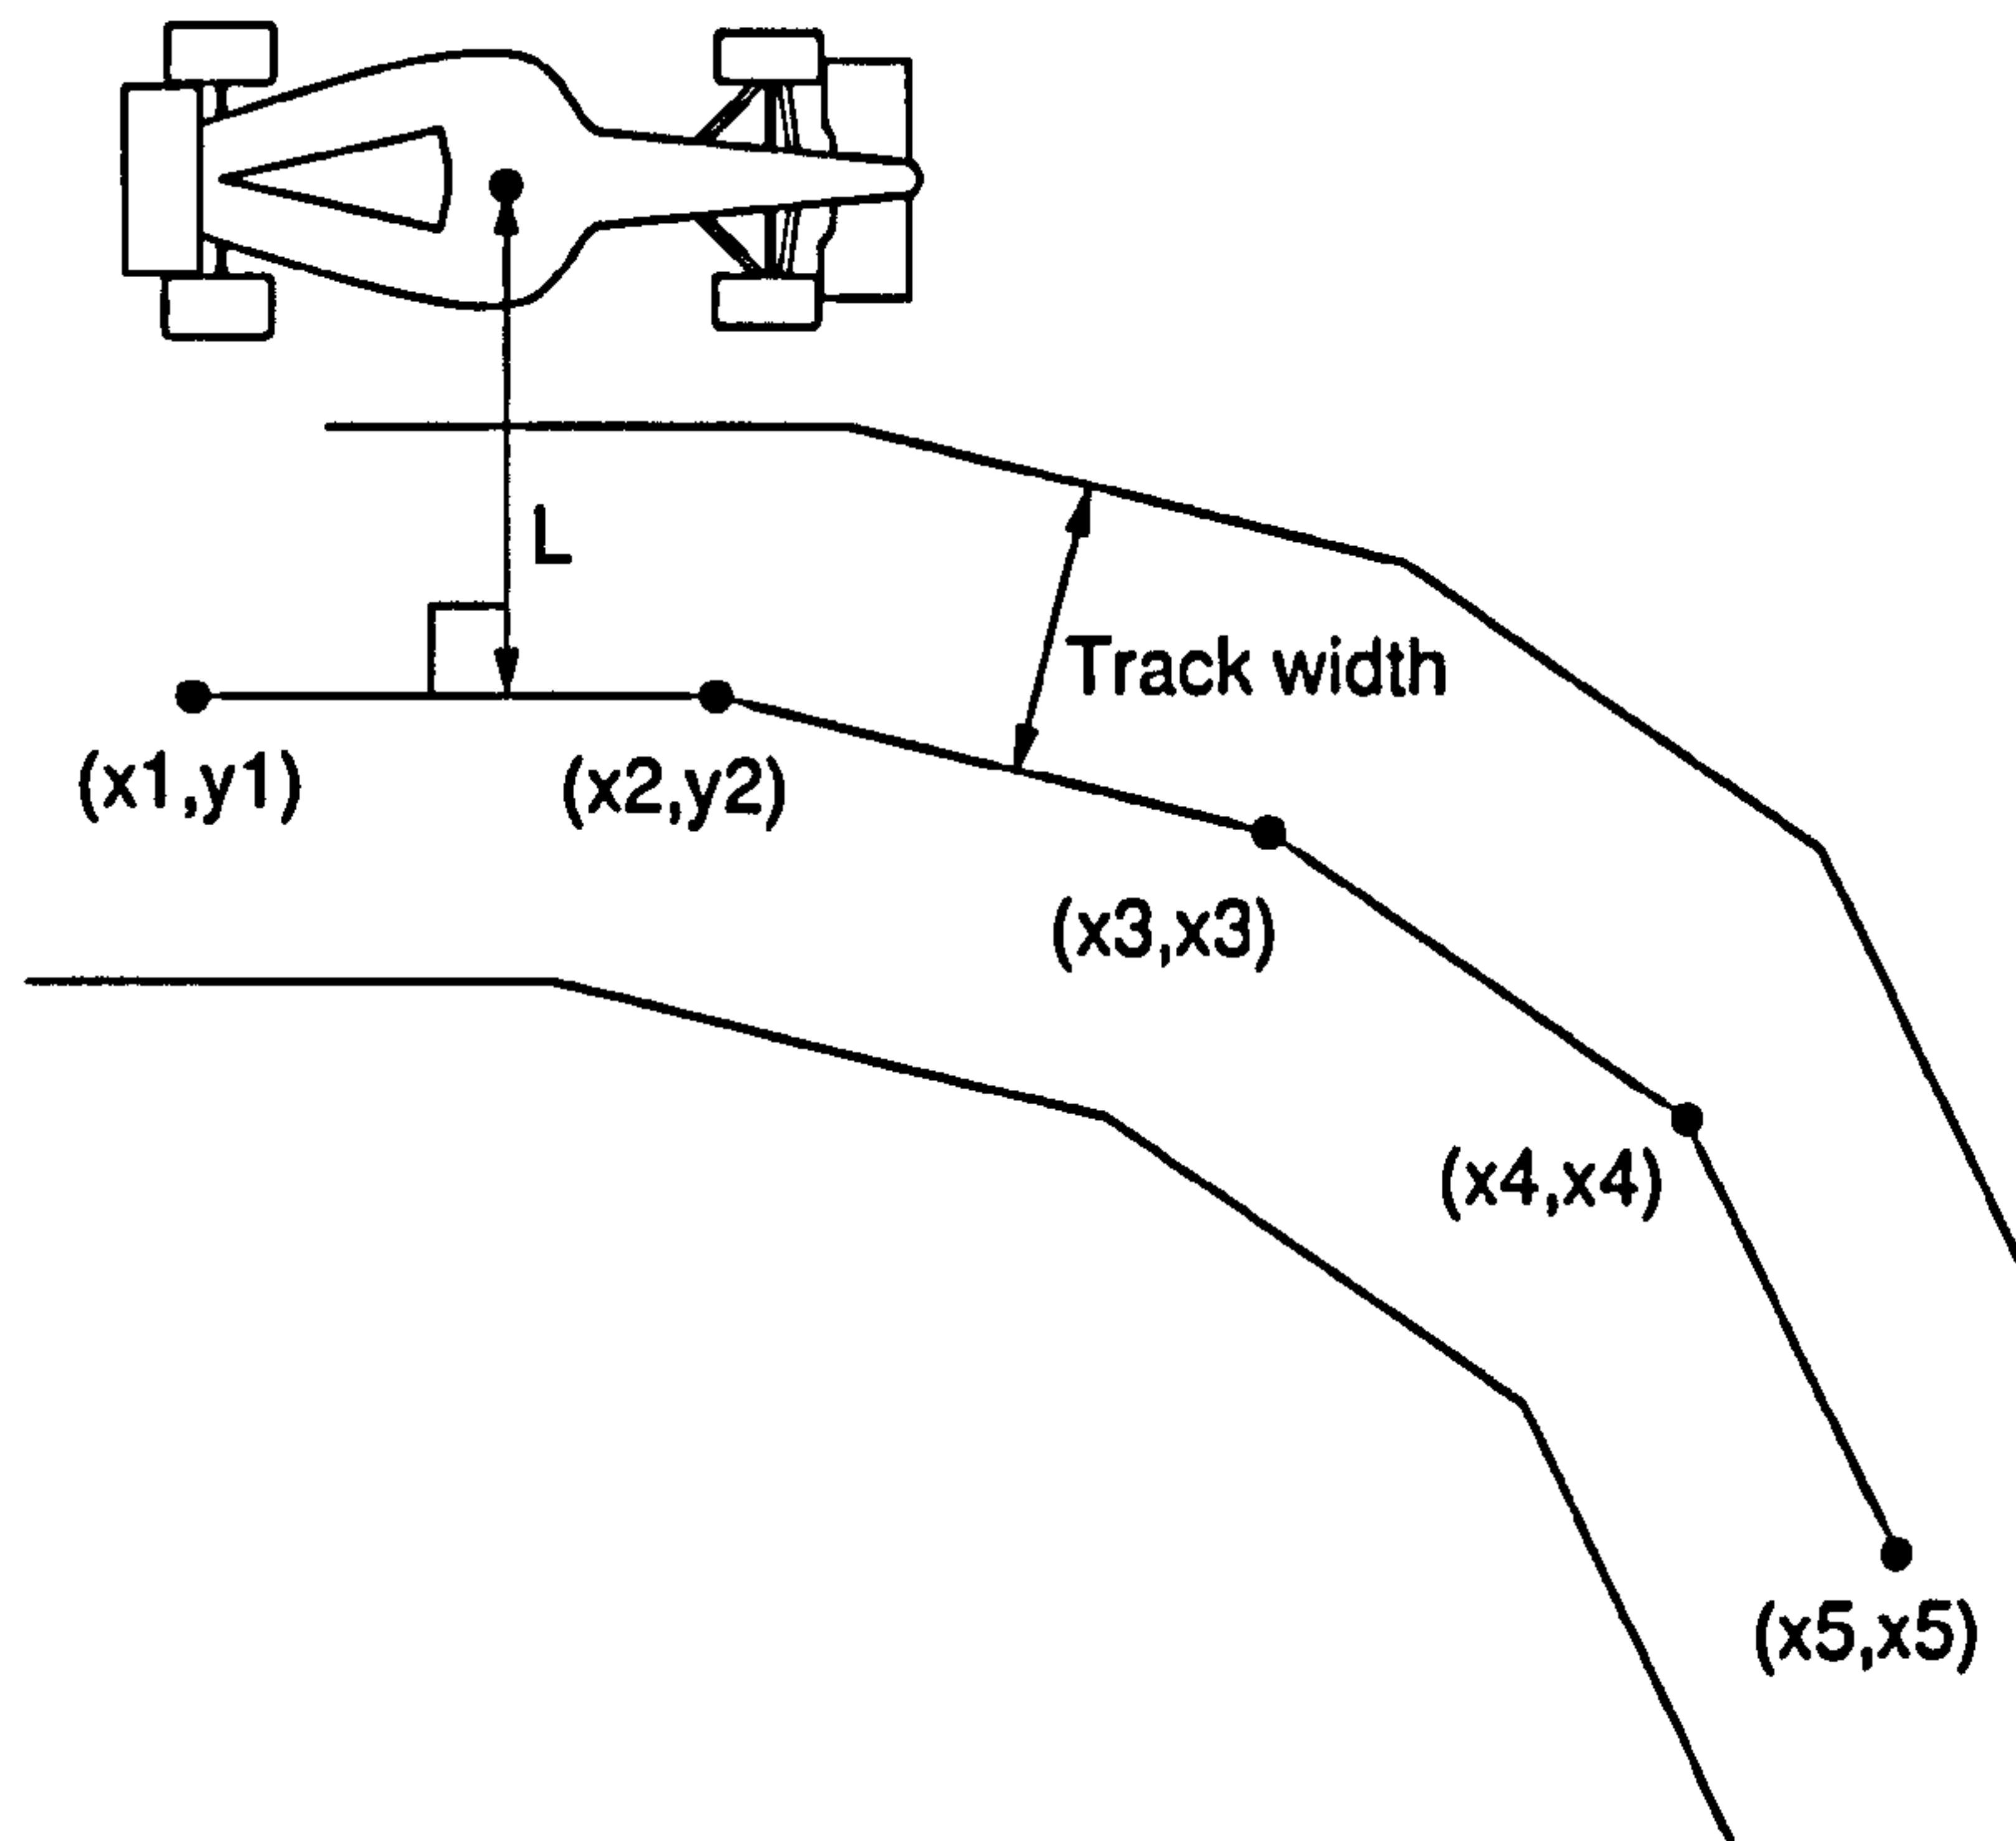 L
Track width
(x1,y1)
(x2,y2)
(x3,x3)
(x4,x4)
(x5,x5)